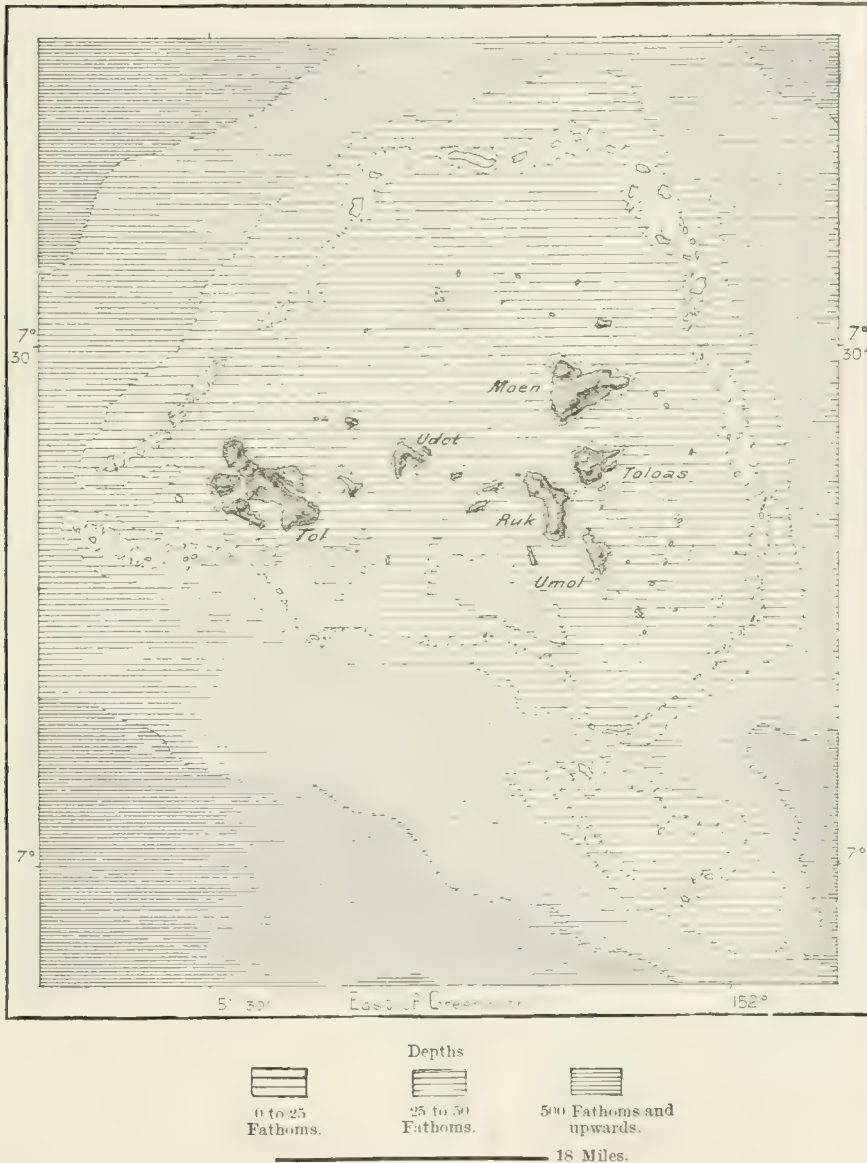 7°
30'
7°
30'
Moen
Udot
Toloas
Tol
Ruk
Umol
7°
7°
152°
Depths
0 to 25
Fathoms.
25 to 50
Fathoms.
500 Fathoms and
upwards.
18 Miles.